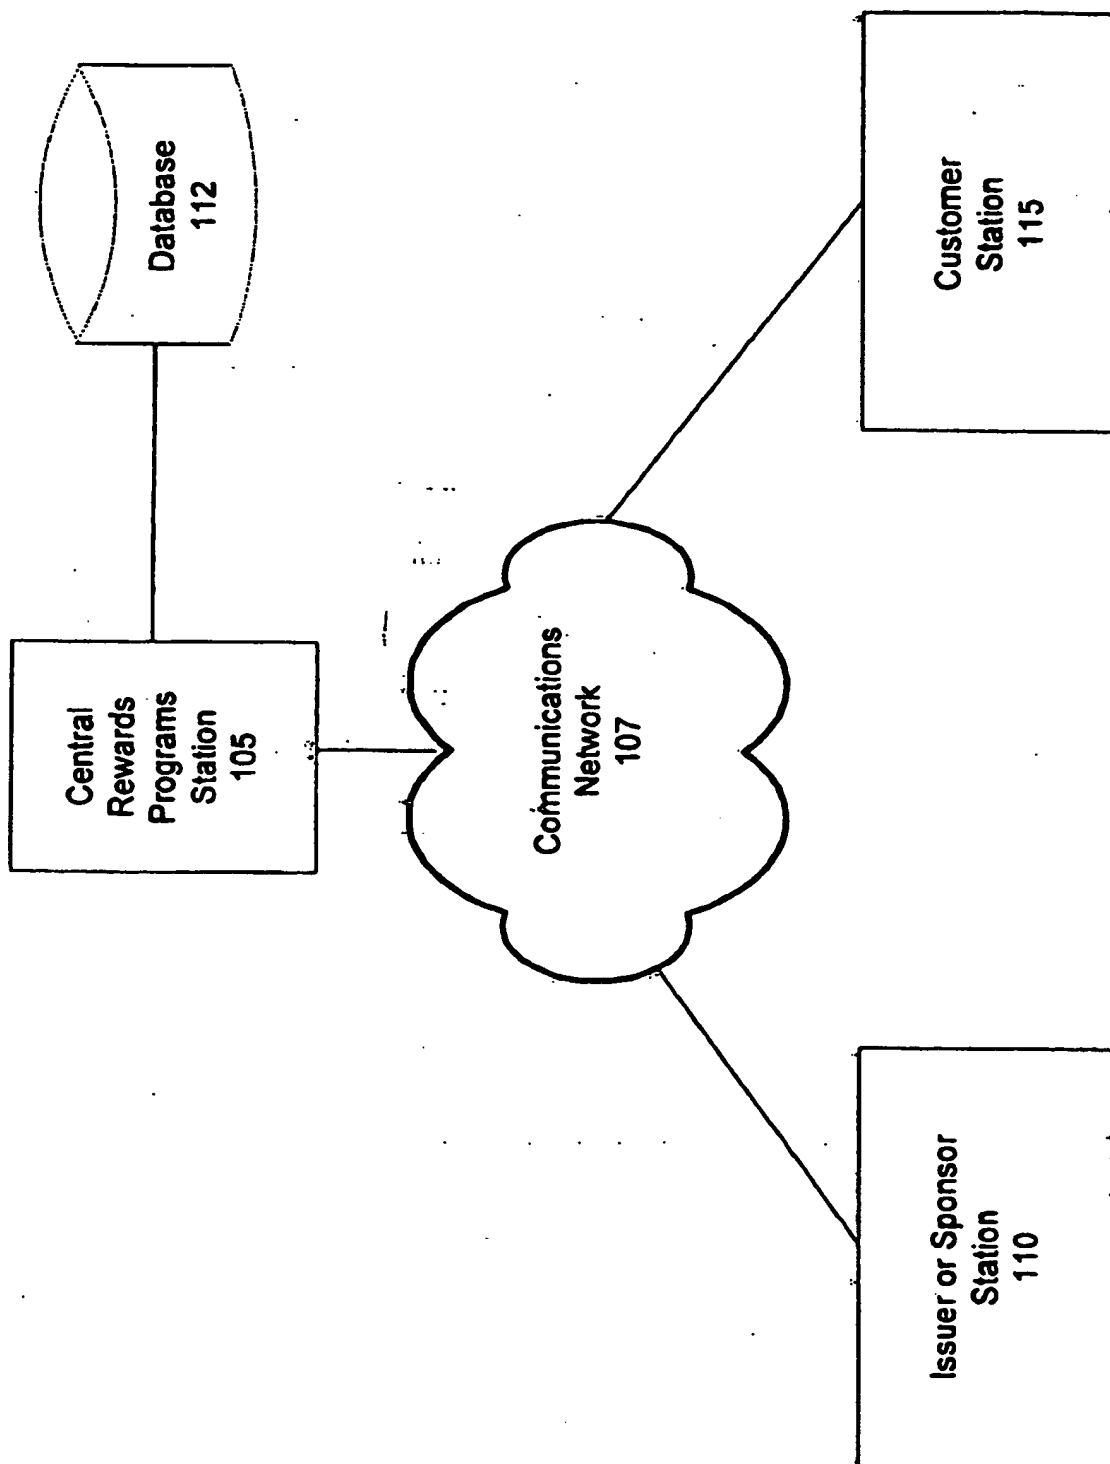 Central
Rewards
Programs
Station
105
Database
112
Communications
Network
107
Issuer or Sponsor
Station
110
Customer
Station
115